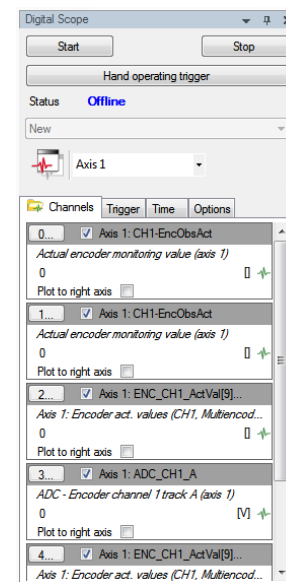 Digital Scope
Start Stop
Hand operating trigger
Status Offline
New
Axis 1
Channels Trigger Time Options
0... Axis 1: CH1-EncObsAct
Actual encoder monitoring value (axis 1)
0 []
Plot to right axis
1... Axis 1: CH1-EncObsAct
Actual encoder monitoring value (axis 1)
0 []
Plot to right axis
2... Axis 1: ENC_CH1_ActVal[9]...
Axis 1: Encoder act. values (CH1, Multiencod...
0 []
Plot to right axis
3... Axis 1: ADC_CH1_A
ADC - Encoder channel 1 track A (axis 1)
0 [V]
Plot to right axis
4... Axis 1: ENC_CH1_ActVal[9]...
Axis 1: Encoder act. values (CH1, Multiencod...